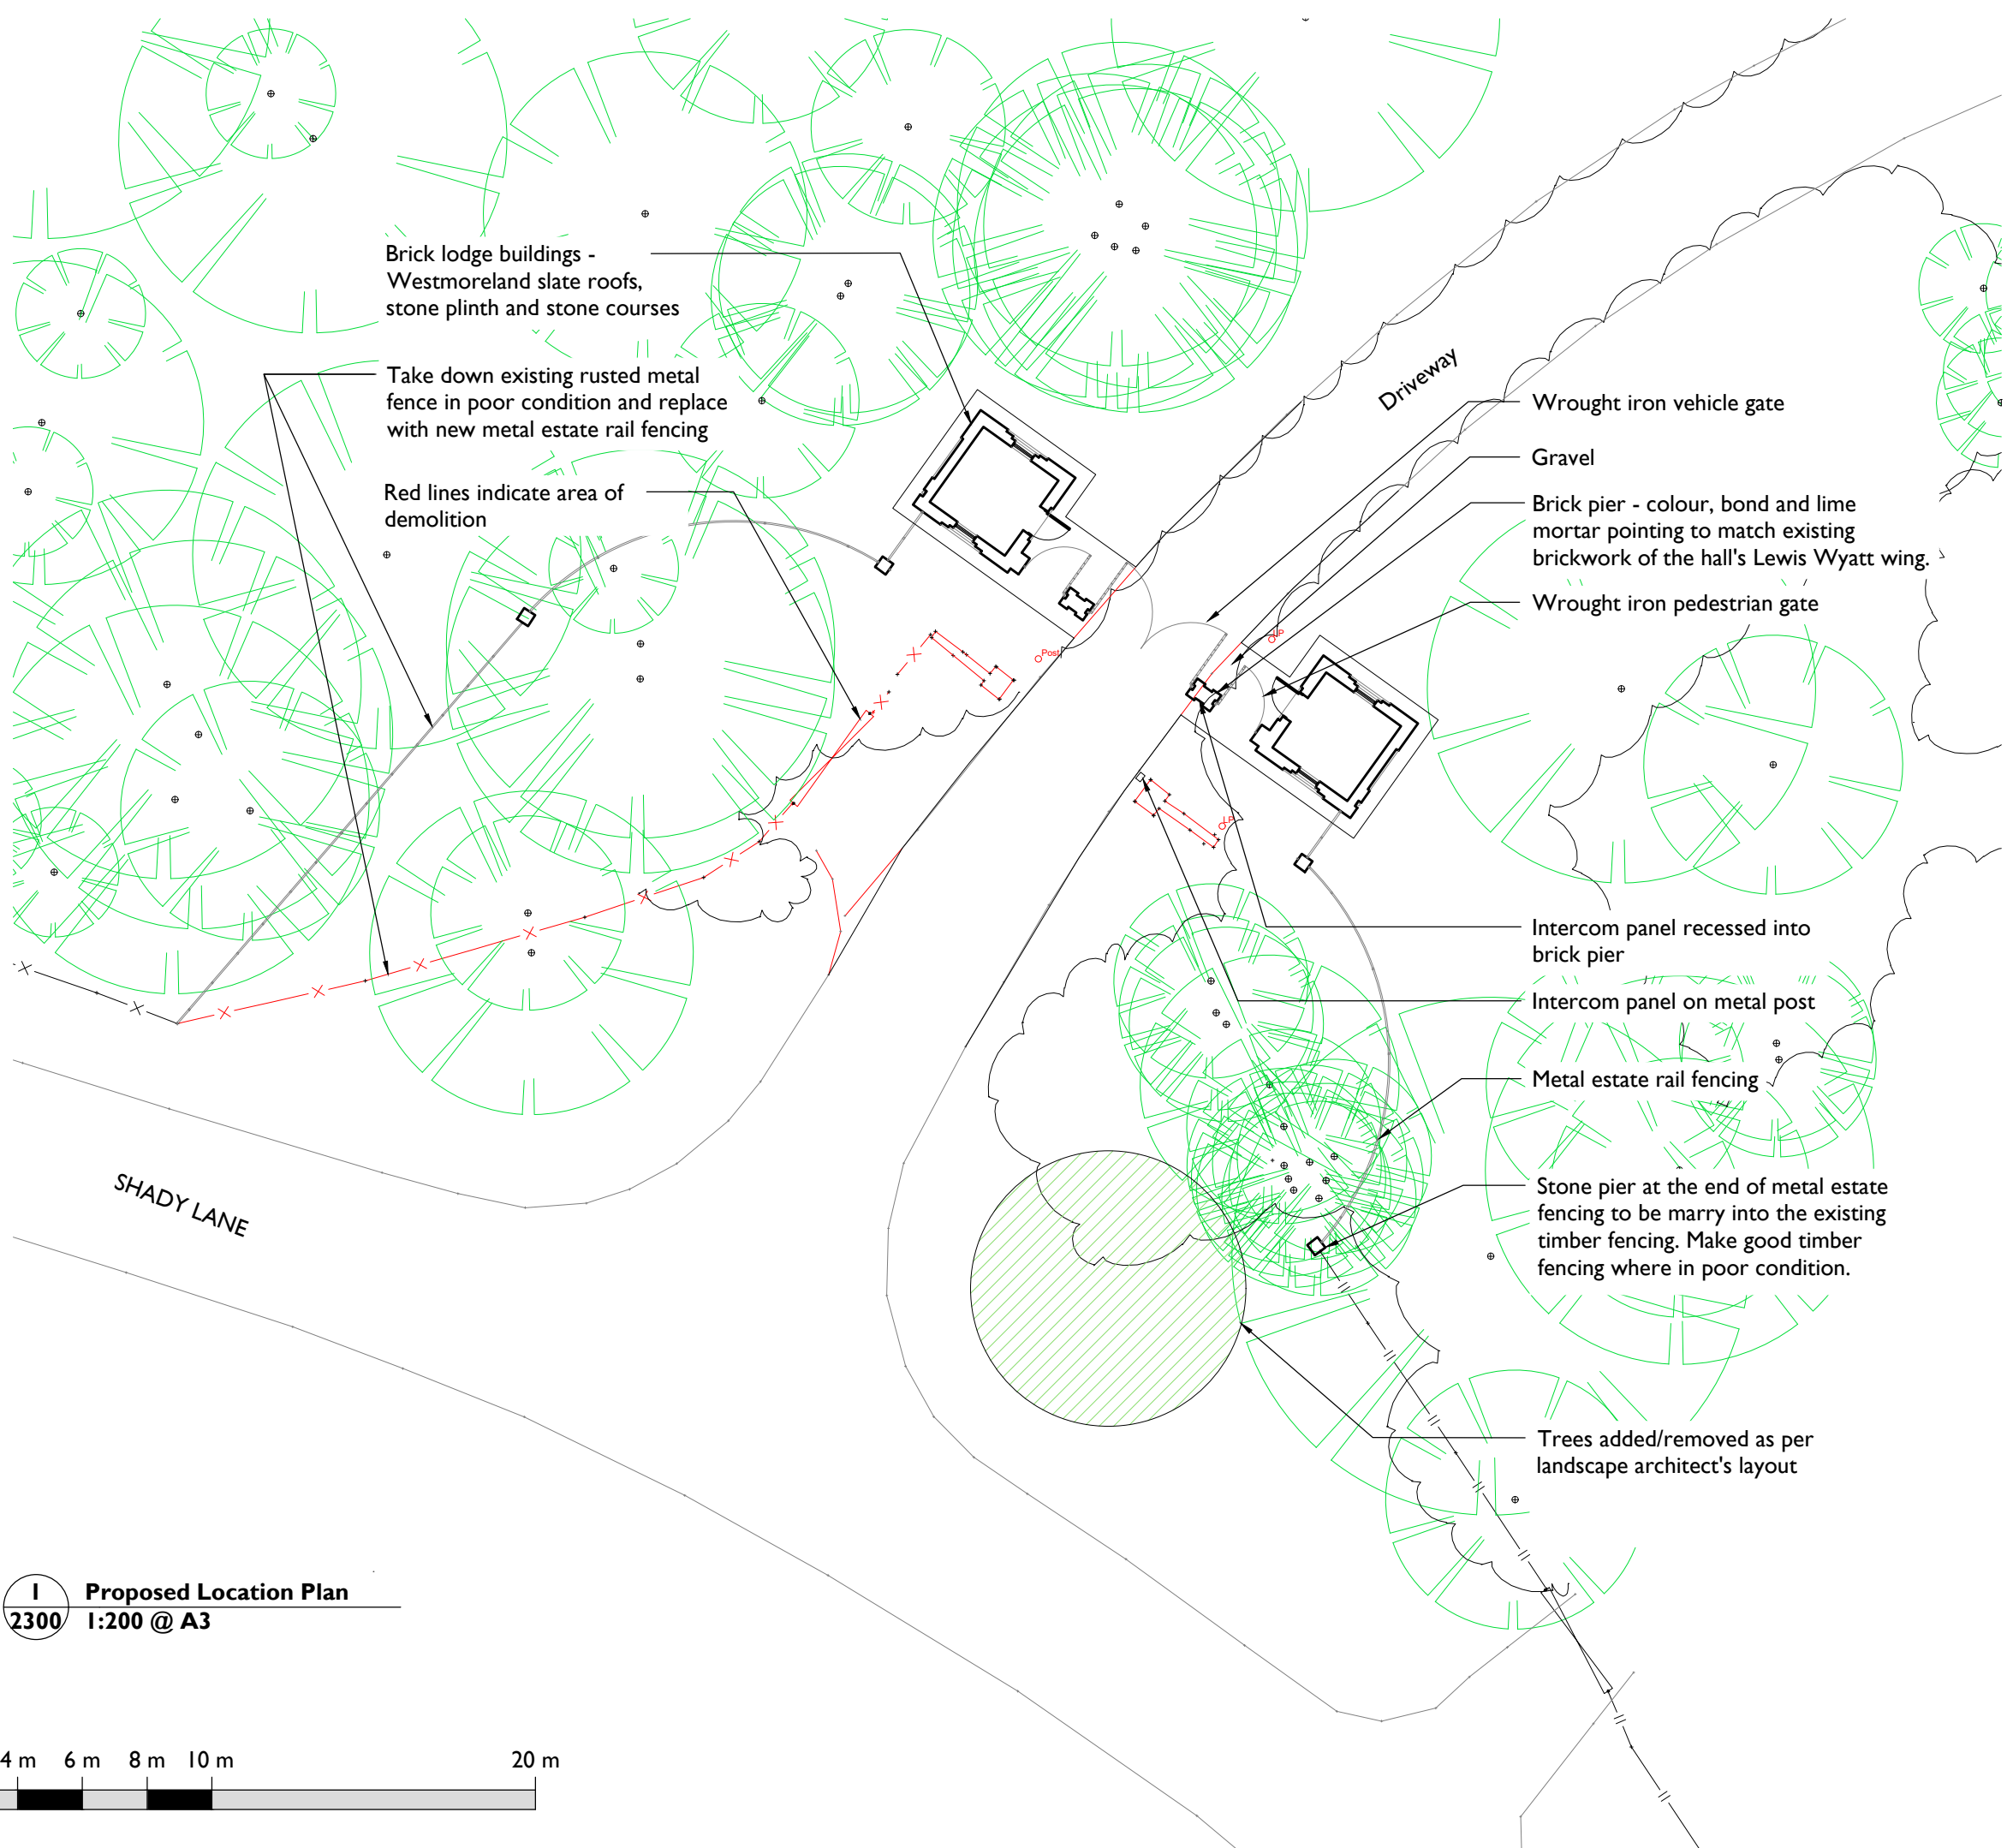 Brick lodge buildings -
Westmoreland slate roofs,
stone plinth and stone courses
Take down existing rusted metal
fence in poor condition and replace
with new metal estate rail fencing
Red lines indicate area of
demolition
Driveway
Wrought iron vehicle gate
Gravel
Brick pier - colour, bond and lime
mortar pointing to match existing
brickwork of the hall's Lewis Wyatt wing.
Wrought iron pedestrian gate
Post
LP
LP
Intercom panel recessed into
brick pier
Intercom panel on metal post
Metal estate rail fencing
Stone pier at the end of metal estate
fencing to be marry into the existing
timber fencing. Make good timber
fencing where in poor condition.
Trees added/removed as per
landscape architect's layout
SHADY LANE
1 Proposed Location Plan
2300 1:200 @ A3
4 m 6 m 8 m 10 m 20 m